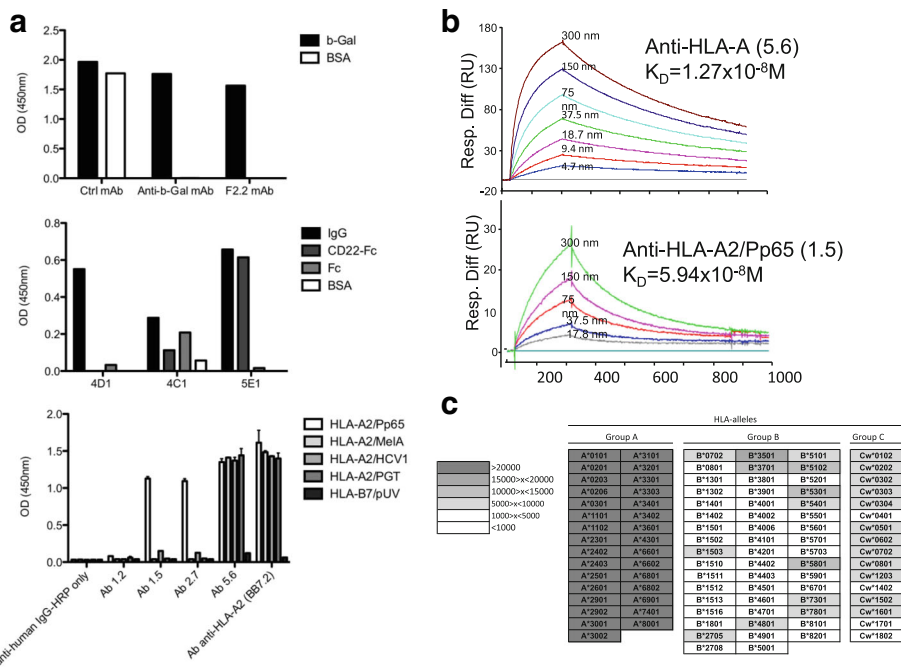 a
OD (450nm)
2.5
2.0
1.5
1.0
0.5
0.0
Ctrl mAb
Anti-b-Gal mAb
F2.2 mAb
b-Gal
BSA
OD (450nm)
0.8
0.6
0.4
0.2
0.0
4D1
4C1
5E1
IgG
CD22-Fc
Fc
BSA
OD (450nm)
2.0
1.5
1.0
0.5
0.0
anti-human IgG-HRP only
Ab 1.2
Ab 1.5
Ab 2.7
Ab 5.6
Ab anti-HLA-A2 (BB7.2)
HLA-A2/Pp65
HLA-A2/MelA
HLA-A2/HCV1
HLA-A2/PGT
HLA-B7/pUV
b
Resp. Diff (RU)
180
130
80
30
-20
300 nm
150 nm
75 nm
37.5 nm
18.7 nm
9.4 nm
4.7 nm
Anti-HLA-A (5.6)
KD=1.27x10-8M
Resp. Diff (RU)
30
20
10
0
300 nm
150 nm
75 nm
37.5 nm
17.8 nm
Anti-HLA-A2/Pp65 (1.5)
KD=5.94x10-8M
200 400 600 800 1000
c
HLA-alleles
Group A Group B Group C
>20000
15000>x<20000
10000>x<15000
5000>x<10000
1000>x<5000
<1000
A*0101 A*3101 B*0702 B*3501 B*5101 Cw*0102
A*0201 A*3201 B*0801 B*3701 B*5102 Cw*0202
A*0203 A*3301 B*1301 B*3801 B*5201 Cw*0302
A*0206 A*3303 B*1302 B*3901 B*5301 Cw*0303
A*0301 A*3401 B*1401 B*4001 B*5401 Cw*0304
A*1101 A*3402 B*1402 B*4002 B*5501 Cw*0401
A*1102 A*3601 B*1501 B*4006 B*5601 Cw*0501
A*2301 A*4301 B*1502 B*4101 B*5701 Cw*0602
A*2402 A*6601 B*1503 B*4201 B*5703 Cw*0702
A*2403 A*6602 B*1510 B*4402 B*5801 Cw*0801
A*2501 A*6801 B*1511 B*4403 B*5901 Cw*1203
A*2601 A*6802 B*1512 B*4501 B*6701 Cw*1402
A*2901 A*6901 B*1513 B*4601 B*7301 Cw*1502
A*2902 A*7401 B*1516 B*4701 B*7801 Cw*1601
A*3001 A*8001 B*1801 B*4801 B*8101 Cw*1701
A*3002 B*2705 B*4901 B*8201 Cw*1802
B*2708 B*5001